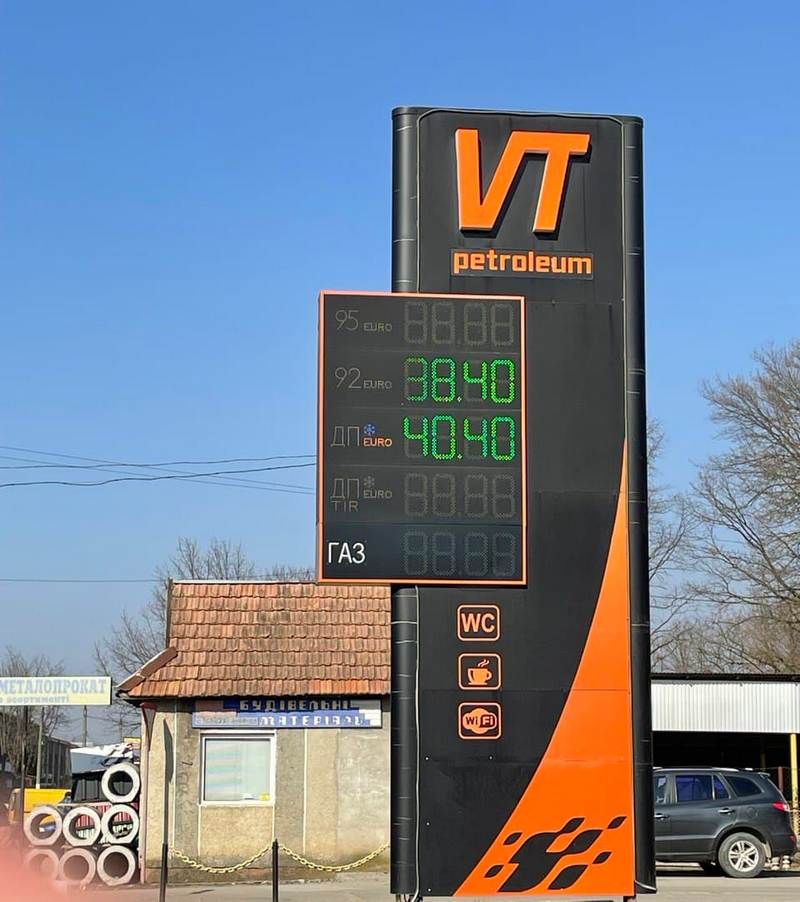 VT
petroleum
95 EURO
92 EURO 38.40
ДП EURO 40.40
ДП EURO
TIR
ГАЗ
WC
WiFi
МЕТАЛОПРОКАТ
БУДІВЕЛЬНІ
МАТЕРІАЛИ